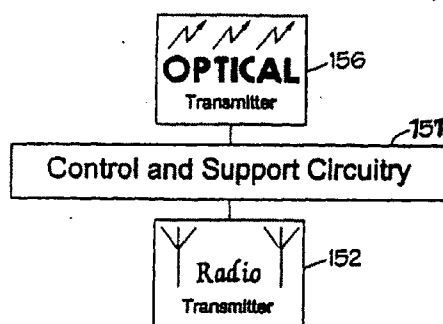 OPTICAL
Transmitter
156
151
Control and Support Circuitry
Radio
Transmitter
152